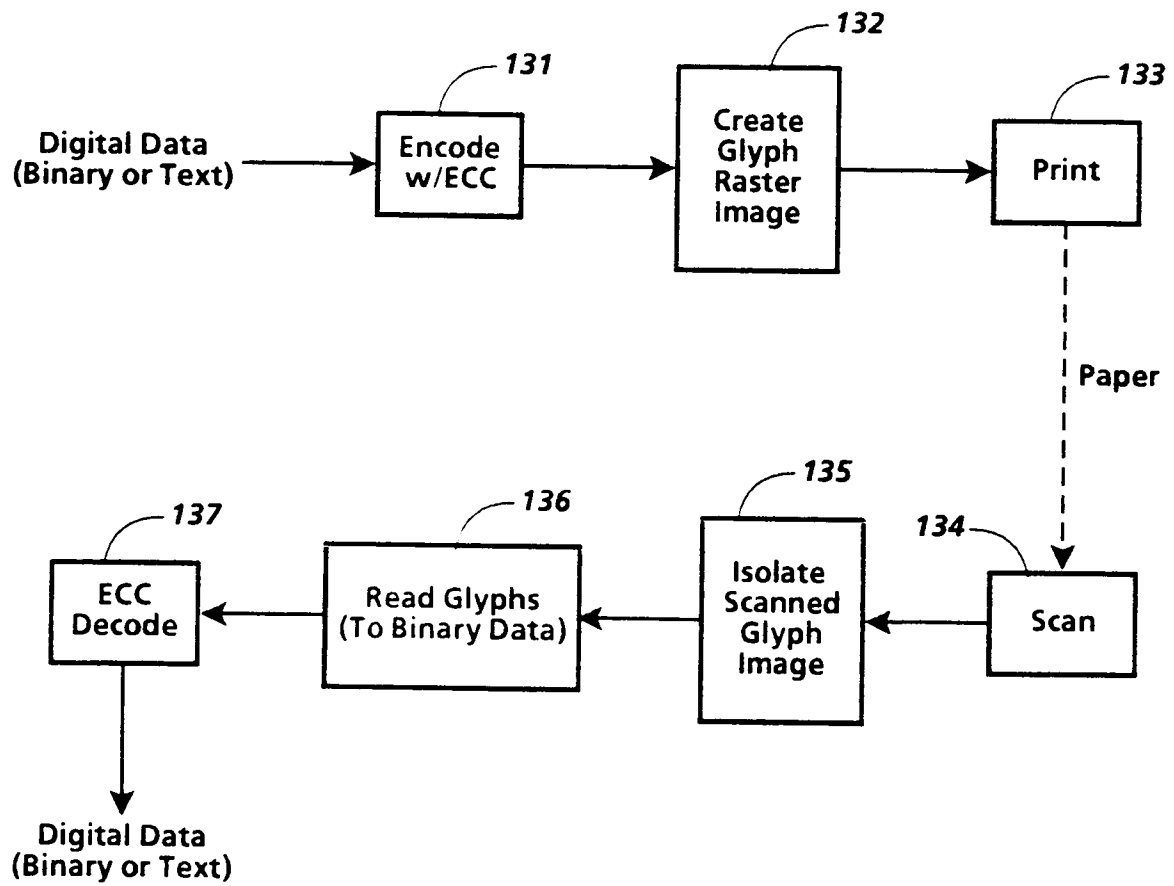 131
132
133
Digital Data
(Binary or Text)
Encode
w/ECC
Create
Glyph
Raster
Image
Print
Paper
137
136
135
134
ECC
Decode
Read Glyphs
(To Binary Data)
Isolate
Scanned
Glyph
Image
Scan
Digital Data
(Binary or Text)